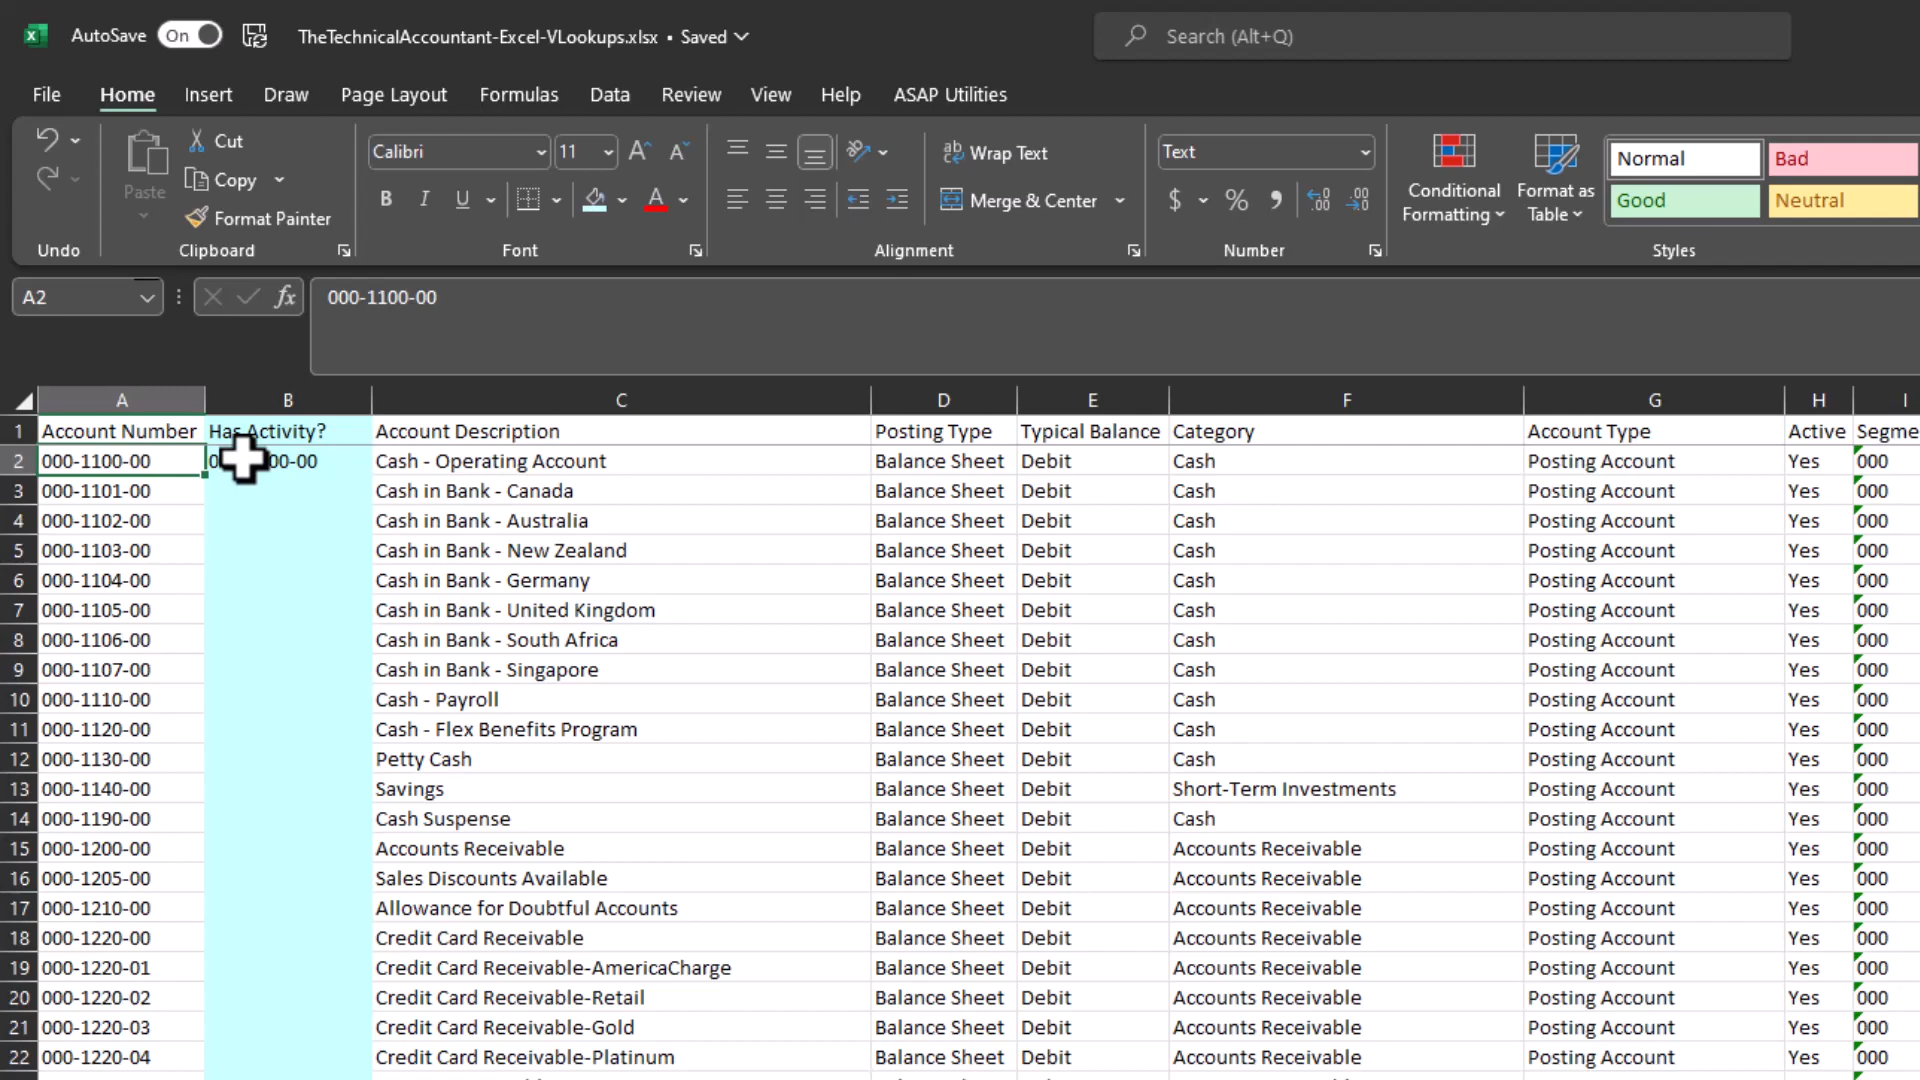 AutoSave On TheTechnicalAccountant-Excel-VLookups.xlsx • Saved Search (Alt+Q)
File Home Insert Draw Page Layout Formulas Data Review View Help ASAP Utilities
Cut Calibri 11 Wrap Text Text Normal Bad
Paste Copy B I U Merge & Center $ % Conditional Formatting Format as Table Good Neutral
Format Painter
Undo Clipboard Font Alignment Number Styles
A2 fx 000-1100-00
A B C D E F G H I
1 Account Number Has Activity? Account Description Posting Type Typical Balance Category Account Type Active Segme
2 000-1100-00 00-00 Cash - Operating Account Balance Sheet Debit Cash Posting Account Yes 000
3 000-1101-00 Cash in Bank - Canada Balance Sheet Debit Cash Posting Account Yes 000
4 000-1102-00 Cash in Bank - Australia Balance Sheet Debit Cash Posting Account Yes 000
5 000-1103-00 Cash in Bank - New Zealand Balance Sheet Debit Cash Posting Account Yes 000
6 000-1104-00 Cash in Bank - Germany Balance Sheet Debit Cash Posting Account Yes 000
7 000-1105-00 Cash in Bank - United Kingdom Balance Sheet Debit Cash Posting Account Yes 000
8 000-1106-00 Cash in Bank - South Africa Balance Sheet Debit Cash Posting Account Yes 000
9 000-1107-00 Cash in Bank - Singapore Balance Sheet Debit Cash Posting Account Yes 000
10 000-1110-00 Cash - Payroll Balance Sheet Debit Cash Posting Account Yes 000
11 000-1120-00 Cash - Flex Benefits Program Balance Sheet Debit Cash Posting Account Yes 000
12 000-1130-00 Petty Cash Balance Sheet Debit Cash Posting Account Yes 000
13 000-1140-00 Savings Balance Sheet Debit Short-Term Investments Posting Account Yes 000
14 000-1190-00 Cash Suspense Balance Sheet Debit Cash Posting Account Yes 000
15 000-1200-00 Accounts Receivable Balance Sheet Debit Accounts Receivable Posting Account Yes 000
16 000-1205-00 Sales Discounts Available Balance Sheet Debit Accounts Receivable Posting Account Yes 000
17 000-1210-00 Allowance for Doubtful Accounts Balance Sheet Debit Accounts Receivable Posting Account Yes 000
18 000-1220-00 Credit Card Receivable Balance Sheet Debit Accounts Receivable Posting Account Yes 000
19 000-1220-01 Credit Card Receivable-AmericaCharge Balance Sheet Debit Accounts Receivable Posting Account Yes 000
20 000-1220-02 Credit Card Receivable-Retail Balance Sheet Debit Accounts Receivable Posting Account Yes 000
21 000-1220-03 Credit Card Receivable-Gold Balance Sheet Debit Accounts Receivable Posting Account Yes 000
22 000-1220-04 Credit Card Receivable-Platinum Balance Sheet Debit Accounts Receivable Posting Account Yes 000